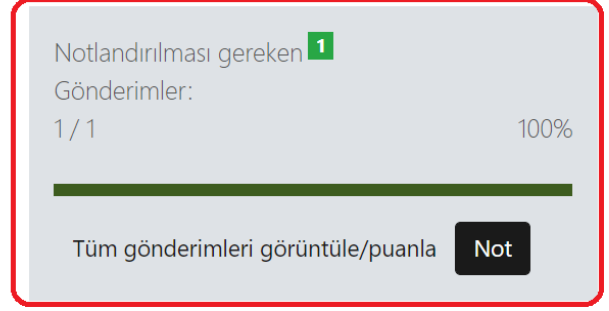 Notlandırılması gereken 1
Gönderimler:
1 / 1 100%
Tüm gönderimleri görüntüle/puanla Not